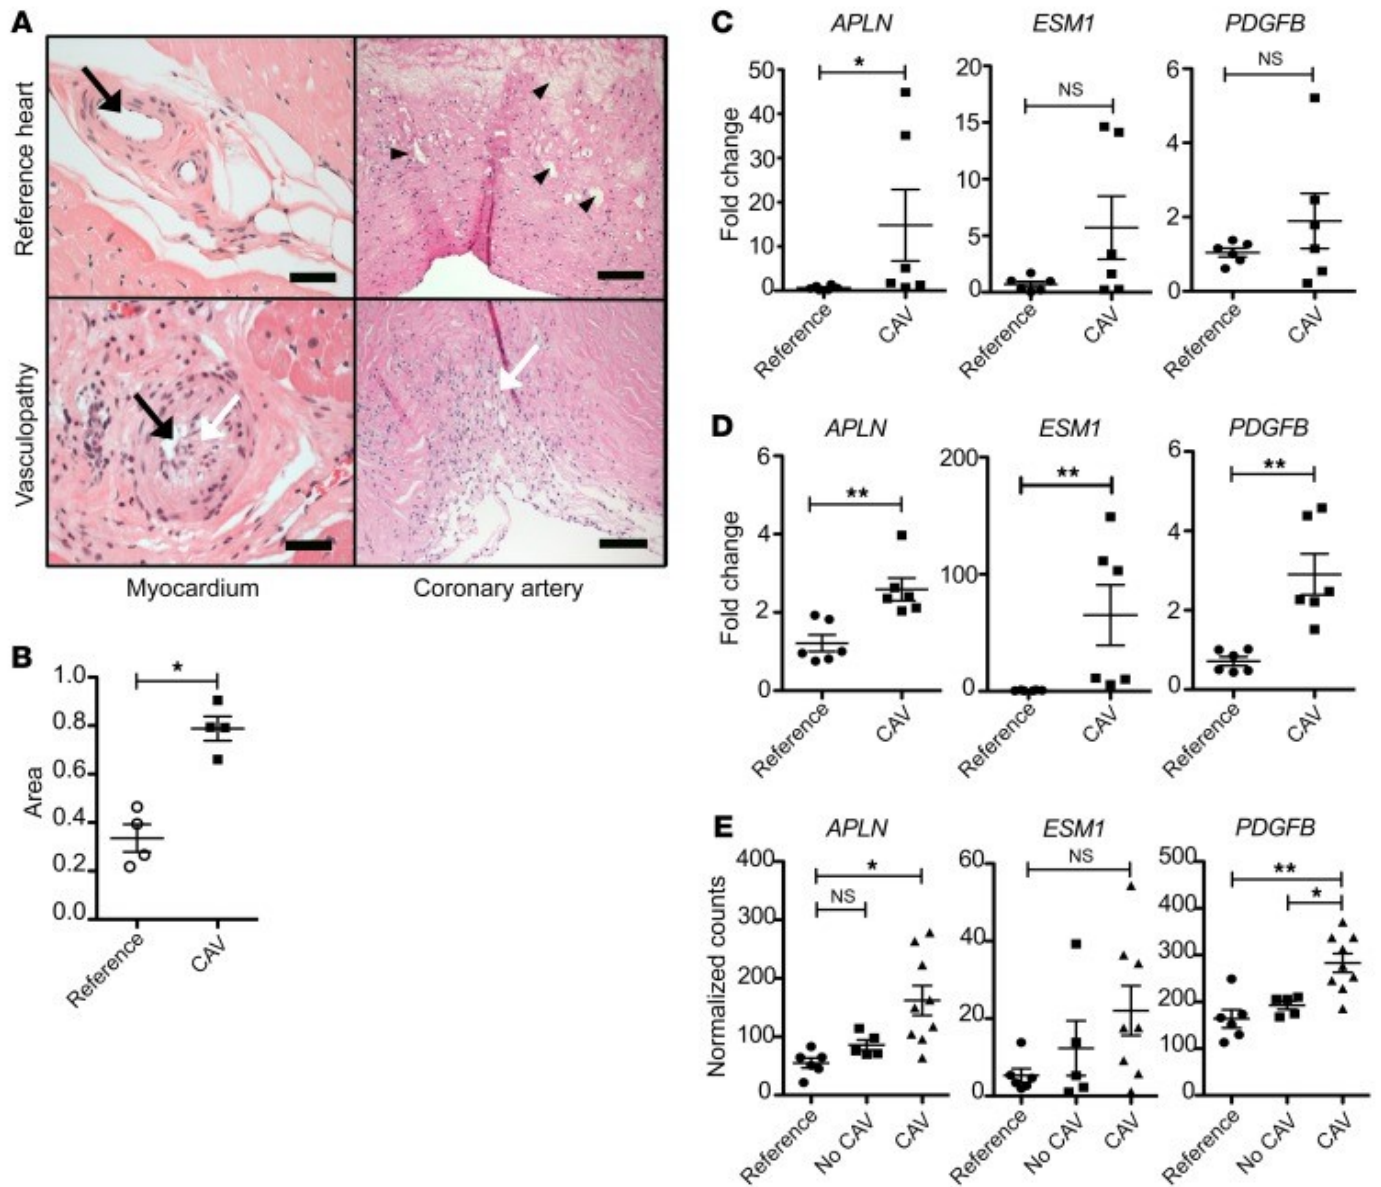 A
Reference heart
Vasculopathy
Myocardium
Coronary artery
B
*
Area
1.0
0.8
0.6
0.4
0.2
0.0
Reference
CAV
C
APLN
ESM1
PDGFB
*
NS
NS
Fold change
50
40
30
20
10
0
20
15
10
5
0
6
4
2
0
Reference
CAV
Reference
CAV
Reference
CAV
D
APLN
ESM1
PDGFB
**
**
**
Fold change
6
4
2
0
200
100
0
6
4
2
0
Reference
CAV
Reference
CAV
Reference
CAV
E
APLN
ESM1
PDGFB
*
NS
NS
**
*
Normalized counts
400
300
200
100
0
60
40
20
0
500
400
300
200
100
0
Reference
No CAV
CAV
Reference
No CAV
CAV
Reference
No CAV
CAV